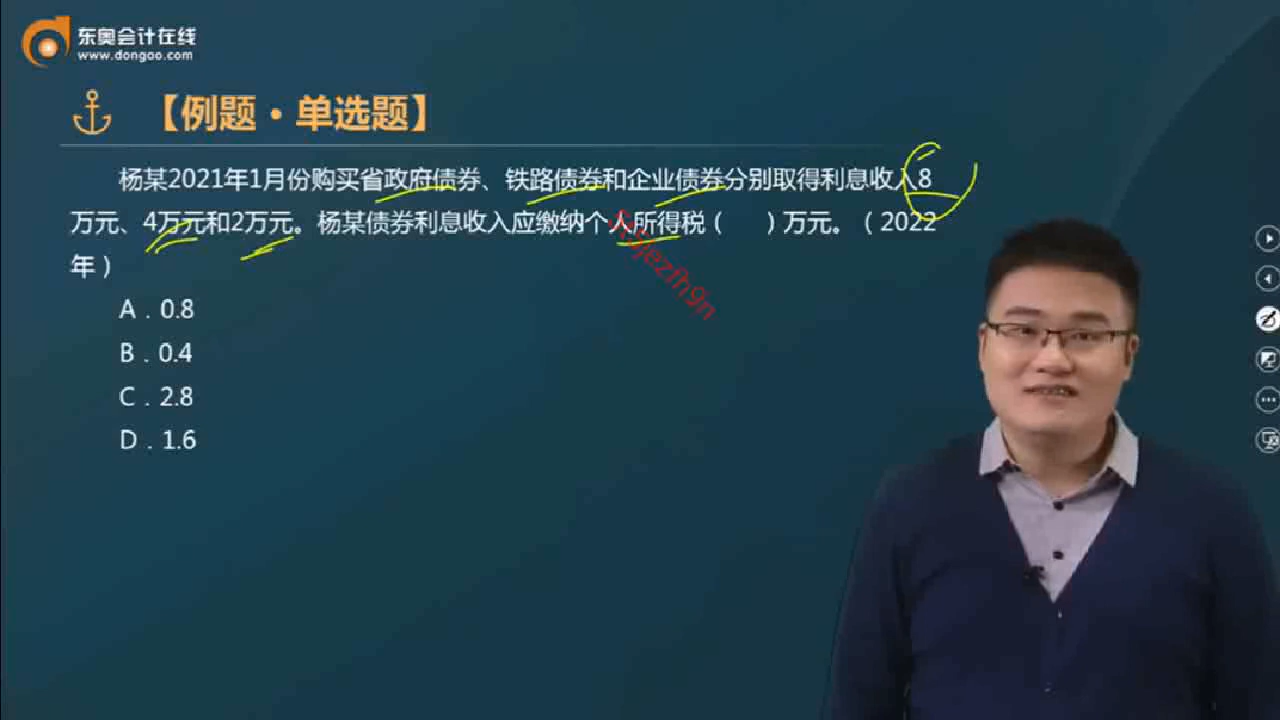 东奥会计在线
www.dongao.com
【例题·单选题】
杨某2021年1月份购买省政府债券、铁路债券和企业债券分别取得利息收入8
万元、4万元和2万元。杨某债券利息收入应缴纳个人所得税（ ）万元。（2022
年）
A．0.8
B．0.4
C．2.8
D．1.6